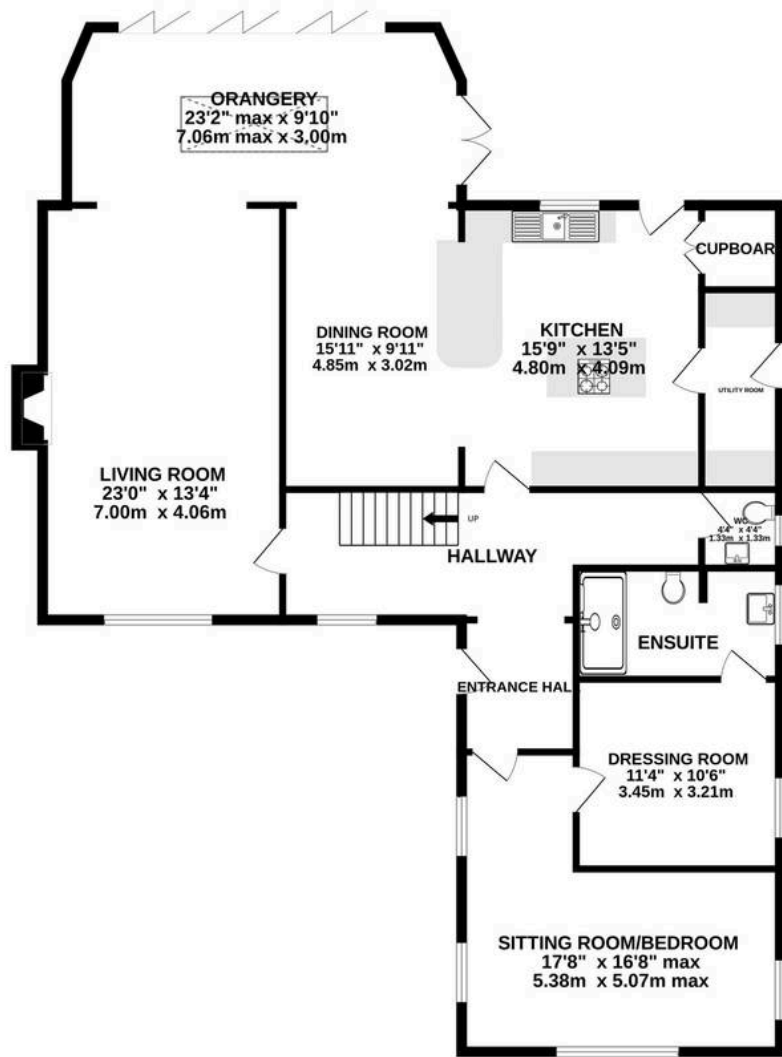 ORANGERY
23'2" max x 9'10"
7.06m max x 3.00m
CUPBOAR
DINING ROOM
15'11" x 9'11"
4.85m x 3.02m
KITCHEN
15'9" x 13'5"
4.80m x 4.09m
UTILITY ROOM
LIVING ROOM
23'0" x 13'4"
7.00m x 4.06m
UP
WC
4'4" x 4'4"
1.33m x 1.33m
HALLWAY
ENSUITE
ENTRANCE HAL
DRESSING ROOM
11'4" x 10'6"
3.45m x 3.21m
SITTING ROOM/BEDROOM
17'8" x 16'8" max
5.38m x 5.07m max